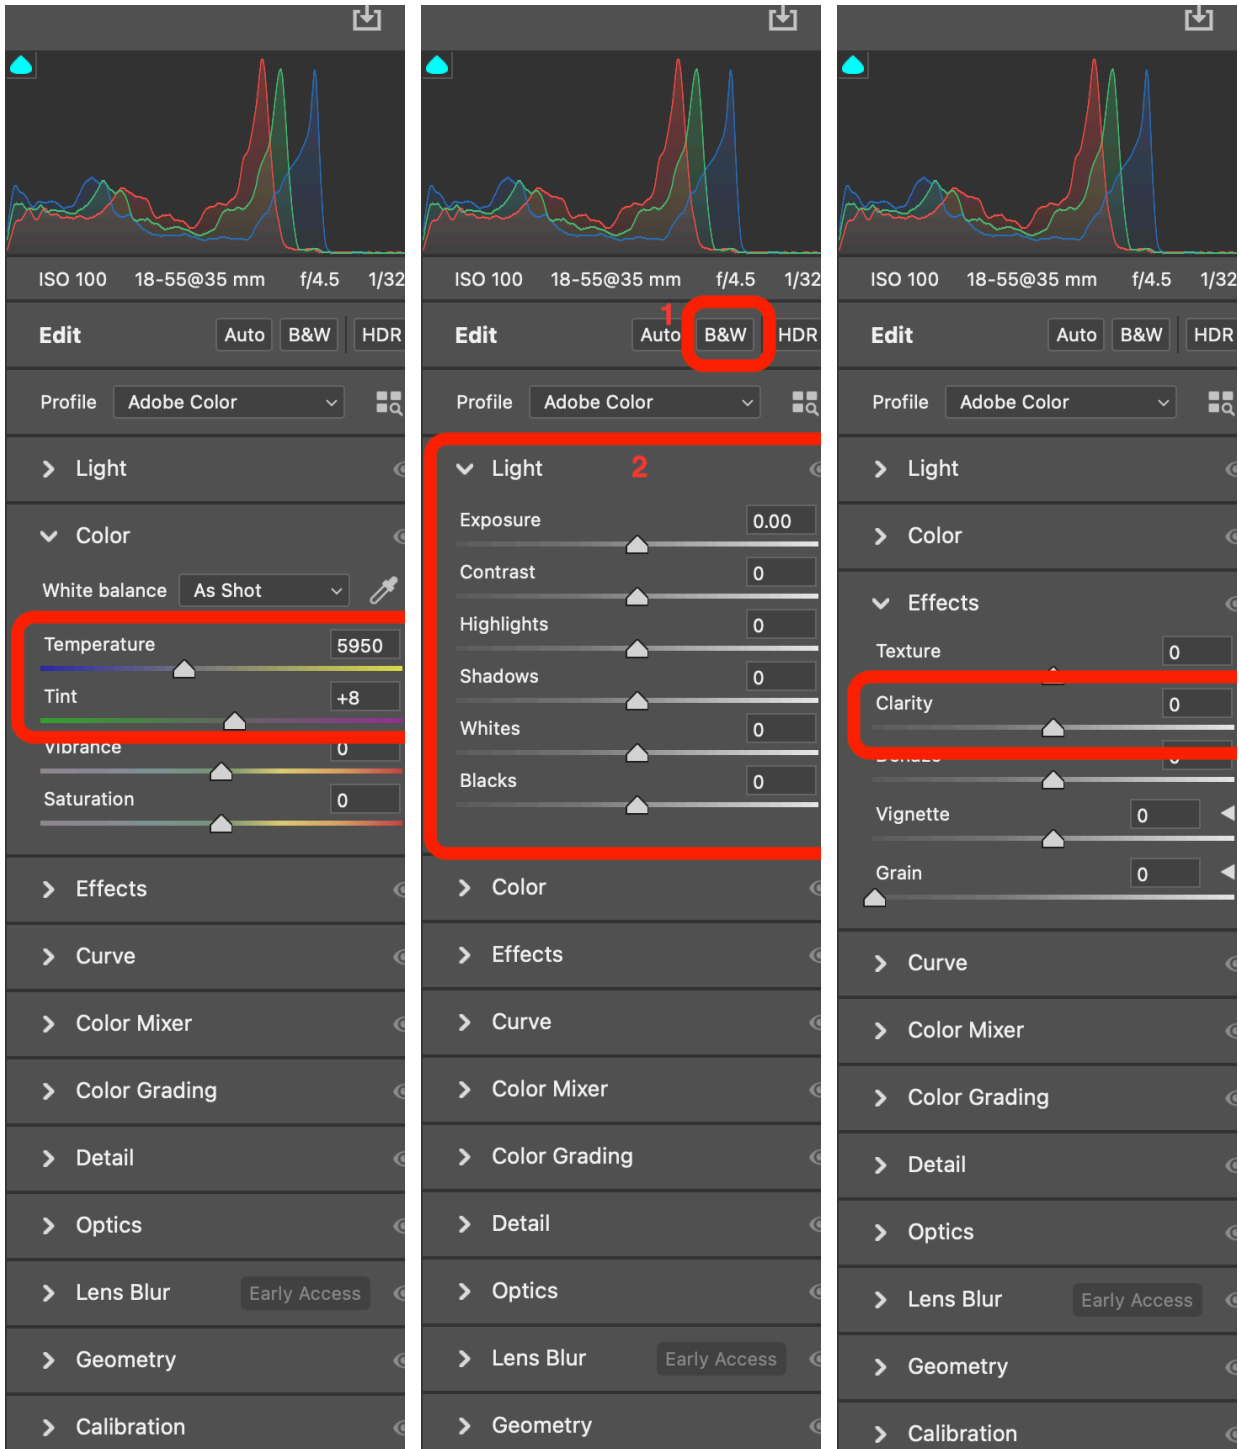 ISO 100 18-55@35 mm f/4.5 1/32
Edit Auto B&W HDR
Profile Adobe Color
Light
Color
White balance As Shot
Temperature 5950
Tint +8
Vibrance 0
Saturation 0
Effects
Curve
Color Mixer
Color Grading
Detail
Optics
Lens Blur Early Access
Geometry
Calibration
ISO 100 18-55@35 mm f/4.5 1/32
1
Edit Auto B&W HDR
Profile Adobe Color
Light 2
Exposure 0.00
Contrast 0
Highlights 0
Shadows 0
Whites 0
Blacks 0
Color
Effects
Curve
Color Mixer
Color Grading
Detail
Optics
Lens Blur Early Access
Geometry
ISO 100 18-55@35 mm f/4.5 1/32
Edit Auto B&W HDR
Profile Adobe Color
Light
Color
Effects
Texture 0
Clarity 0
Dehaze 0
Vignette 0
Grain 0
Curve
Color Mixer
Color Grading
Detail
Optics
Lens Blur Early Access
Geometry
Calibration